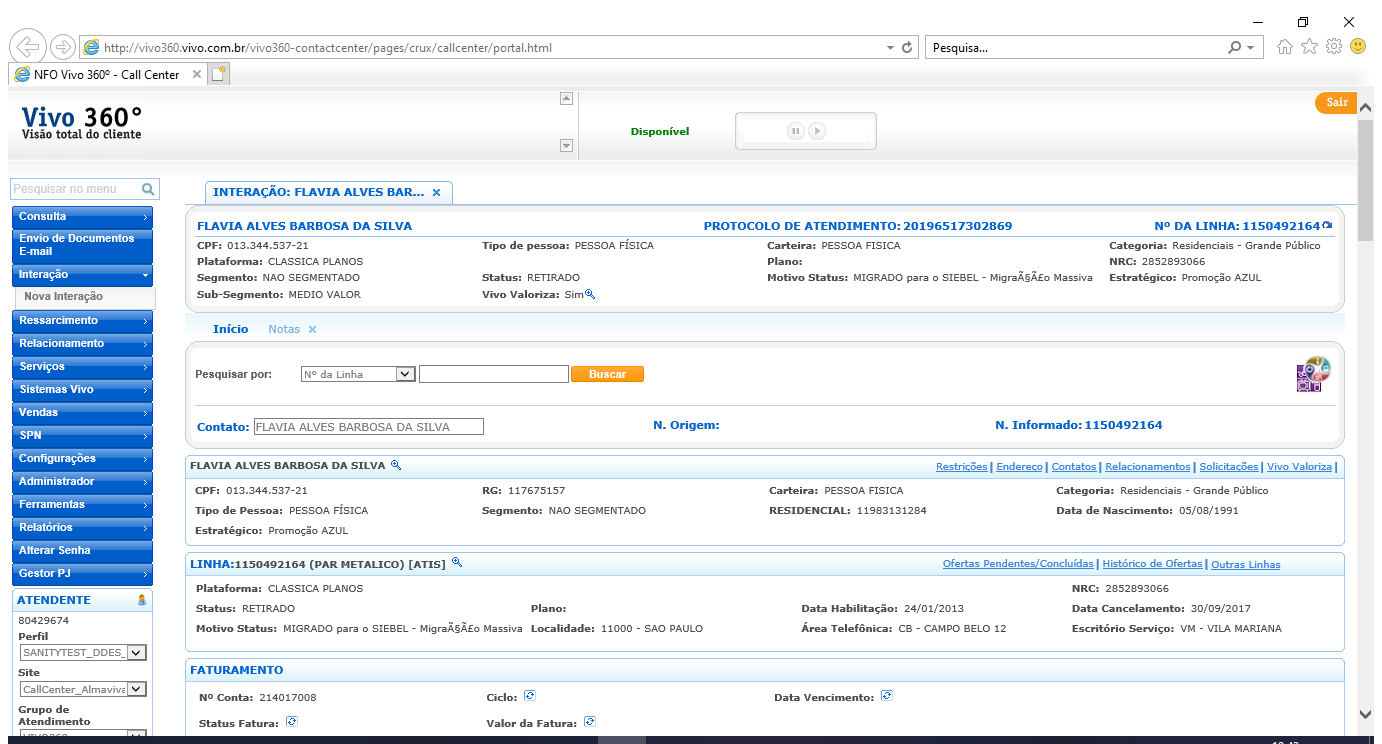 http://vivo360.vivo.com.br/vivo360-contactcenter/pages/crux/callcenter/portal.html
Pesquisa...
NFO Vivo 360º - Call Center
Vivo 360°
Visão total do cliente
Disponível
Sair
Pesquisar no menu
Consulta
Envio de Documentos
E-mail
Interação
Nova Interação
Ressarcimento
Relacionamento
Serviços
Sistemas Vivo
Vendas
SPN
Configurações
Administrador
Ferramentas
Relatórios
Alterar Senha
Gestor PJ
ATENDENTE
80429674
Perfil
SANITYTEST_DDES_
Site
CallCenter_Almaviva
Grupo de
Atendimento
VIVO360
INTERAÇÃO: FLAVIA ALVES BAR...
FLAVIA ALVES BARBOSA DA SILVA PROTOCOLO DE ATENDIMENTO: 20196517302869 Nº DA LINHA: 1150492164
CPF: 013.344.537-21 Tipo de pessoa: PESSOA FÍSICA Carteira: PESSOA FISICA Categoria: Residenciais - Grande Público
Plataforma: CLASSICA PLANOS Plano: NRC: 2852893066
Segmento: NAO SEGMENTADO Status: RETIRADO Motivo Status: MIGRADO para o SIEBEL - MigraÃ§Ã£o Massiva Estratégico: Promoção AZUL
Sub-Segmento: MEDIO VALOR Vivo Valoriza: Sim
Início Notas
Pesquisar por: Nº da Linha Buscar
Contato: FLAVIA ALVES BARBOSA DA SILVA N. Origem: N. Informado: 1150492164
FLAVIA ALVES BARBOSA DA SILVA Restrições | Endereço | Contatos | Relacionamentos | Solicitações | Vivo Valoriza |
CPF: 013.344.537-21 RG: 117675157 Carteira: PESSOA FISICA Categoria: Residenciais - Grande Público
Tipo de Pessoa: PESSOA FÍSICA Segmento: NAO SEGMENTADO RESIDENCIAL: 11983131284 Data de Nascimento: 05/08/1991
Estratégico: Promoção AZUL
LINHA:1150492164 (PAR METALICO) [ATIS] Ofertas Pendentes/Concluídas | Histórico de Ofertas | Outras Linhas
Plataforma: CLASSICA PLANOS NRC: 2852893066
Status: RETIRADO Plano: Data Habilitação: 24/01/2013 Data Cancelamento: 30/09/2017
Motivo Status: MIGRADO para o SIEBEL - MigraÃ§Ã£o Massiva Localidade: 11000 - SAO PAULO Área Telefônica: CB - CAMPO BELO 12 Escritório Serviço: VM - VILA MARIANA
FATURAMENTO
Nº Conta: 214017008 Ciclo: Data Vencimento:
Status Fatura: Valor da Fatura: